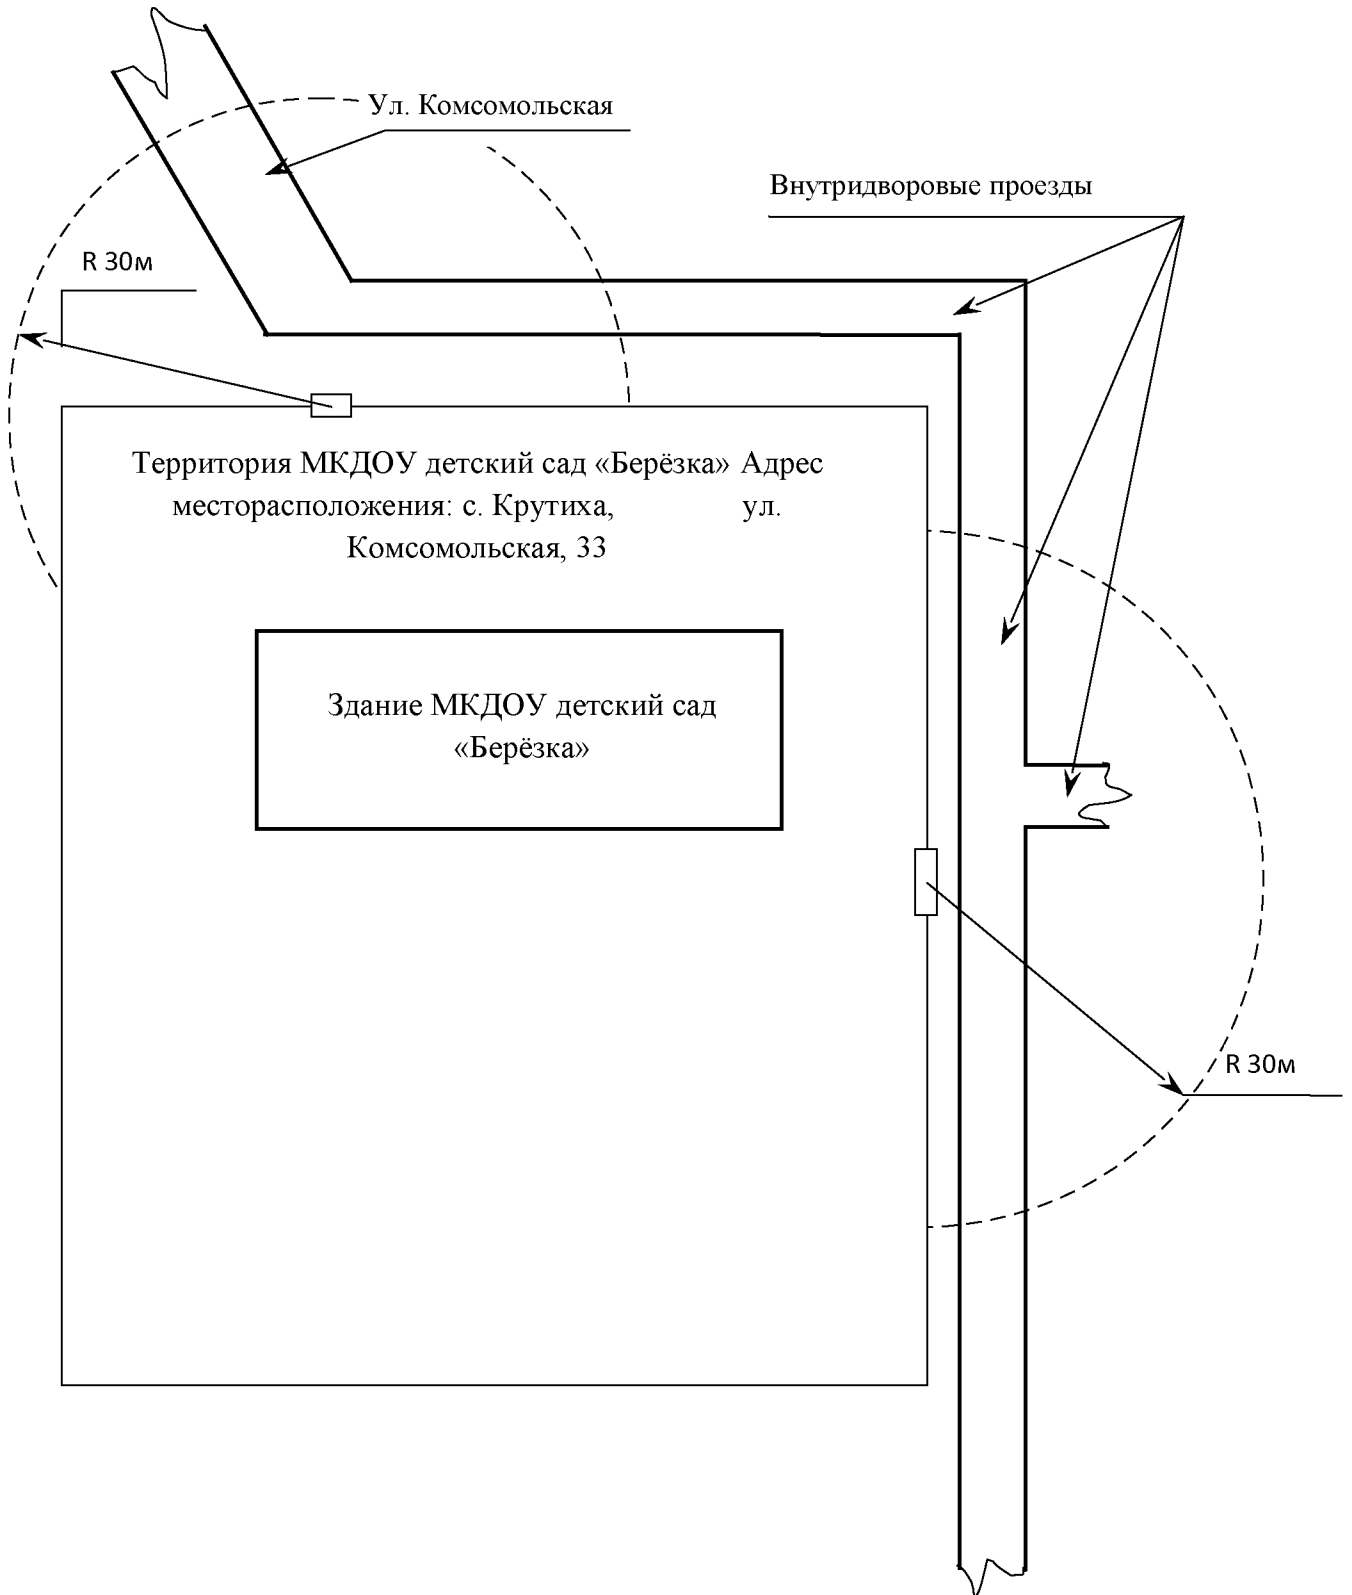 Ул. Комсомольская
Внутридворовые проезды
R 30м
Территория МКДОУ детский сад «Берёзка» Адрес
месторасположения: с. Крутиха, ул.
Комсомольская, 33
Здание МКДОУ детский сад
«Берёзка»
R 30м